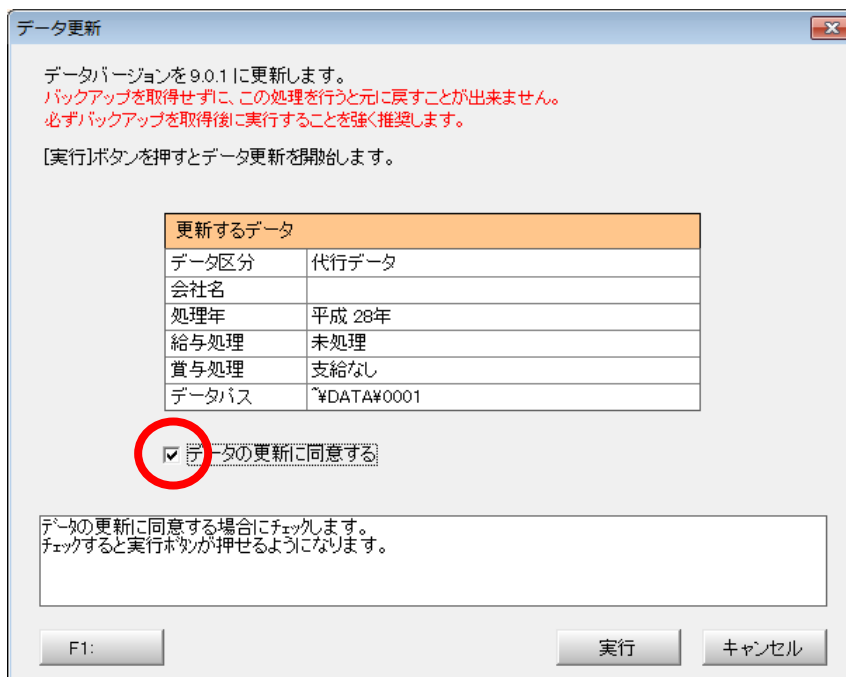 データ更新
データバージョンを9.0.1に更新します。
バックアップを取得せずに、この処理を行うと元に戻すことが出来ません。
必ずバックアップを取得後に実行することを強く推奨します。
[実行]ボタンを押すとデータ更新を開始します。
更新するデータ
データ区分 代行データ
会社名
処理年 平成 28年
給与処理 未処理
賞与処理 支給なし
データパス ~¥DATA¥0001
データの更新に同意する
ﾃﾞｰﾀの更新に同意する場合にﾁｪｯｸします。
ﾁｪｯｸすると実行ﾎﾞﾀﾝが押せるようになります。
F1: 実行 キャンセル